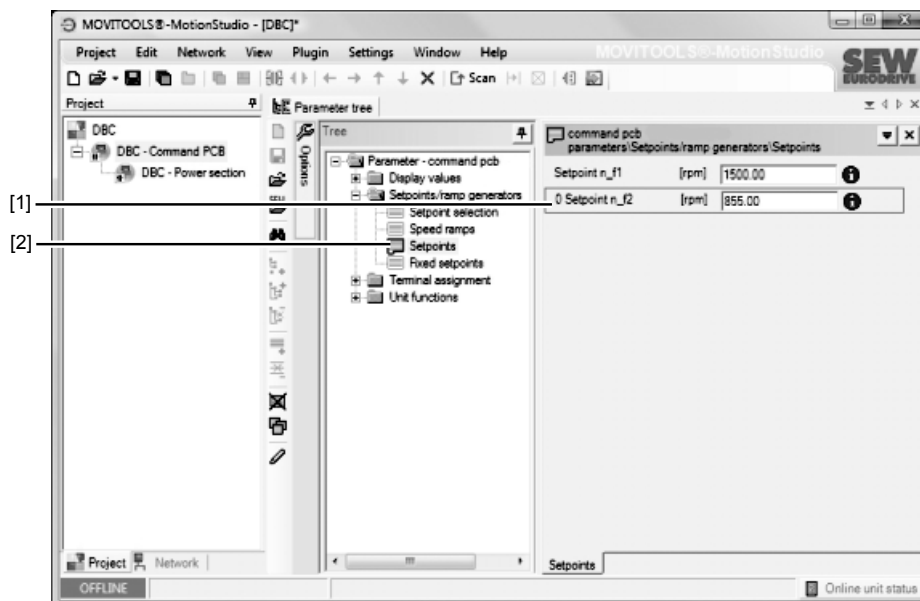 MOVITOOLS®-MotionStudio - [DBC]*
Project Edit Network View Plugin Settings Window Help
MOVITOOLS®-MotionStudio
SEW
EURODRIVE
Scan
Project
Parameter tree
DBC
DBC - Command PCB
DBC - Power section
Options
Tree
Parameter - command pcb
Display values
Setpoints/ramp generators
Setpoint selection
Speed ramps
Setpoints
Fixed setpoints
Terminal assignment
Unit functions
command pcb
parameters\Setpoints/ramp generators\Setpoints
Setpoint n_f1 [rpm] 1500.00
0 Setpoint n_f2 [rpm] 855.00
[1]
[2]
Project Network
Setpoints
OFFLINE
Online unit status